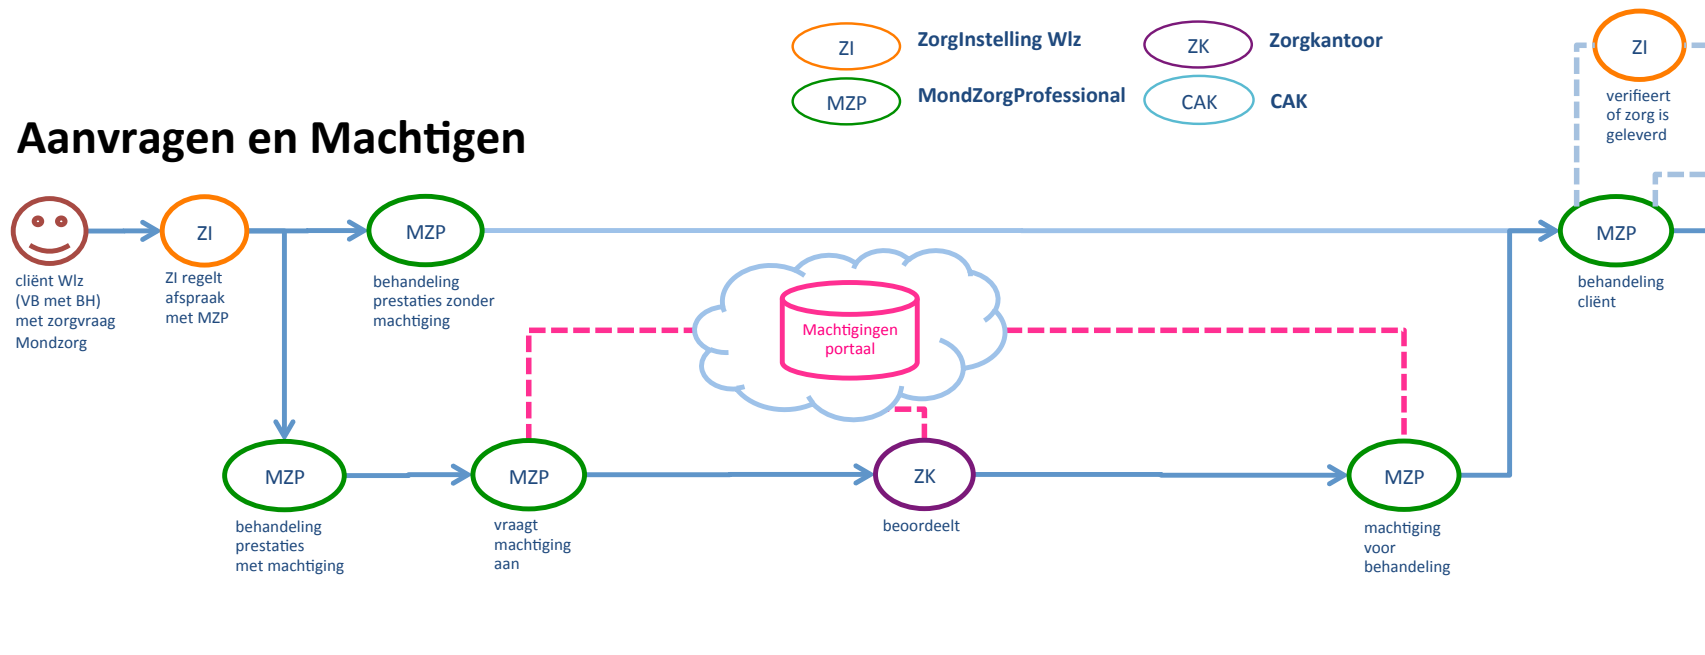 ZI
ZorgInstelling Wlz
ZK
Zorgkantoor
MZP
MondZorgProfessional
CAK
CAK
ZI
verifieert
of zorg is
geleverd
Aanvragen en Machtigen
ZI
MZP
MZP
cliënt Wlz
(VB met BH)
met zorgvraag
Mondzorg
ZI regelt
afspraak
met MZP
behandeling
prestaties zonder
machtiging
behandeling
cliënt
Machtigingen
portaal
MZP
MZP
ZK
MZP
behandeling
prestaties
met machtiging
vraagt
machtiging
aan
beoordeelt
machtiging
voor
behandeling